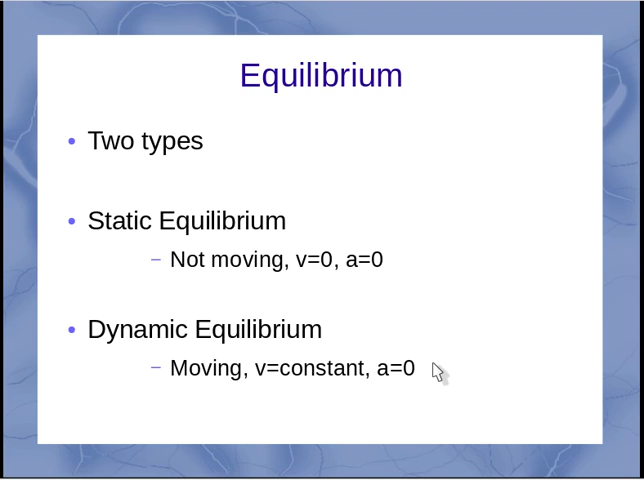 Equilibrium
• Two types
• Static Equilibrium
– Not moving, v=0, a=0
• Dynamic Equilibrium
– Moving, v=constant, a=0